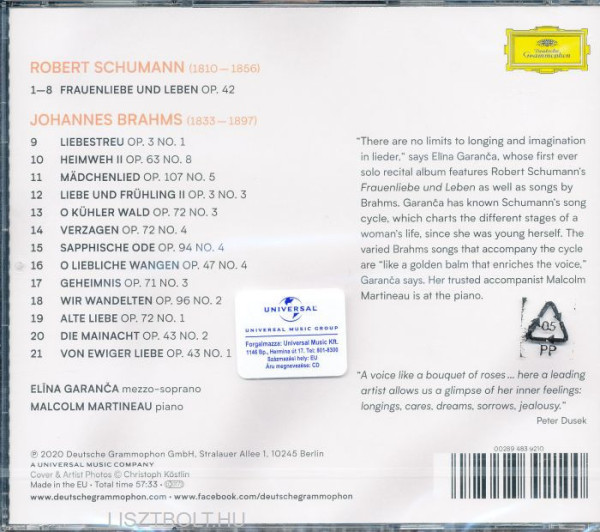 ROBERT SCHUMANN (1810–1856)
1–8 FRAUENLIEBE UND LEBEN OP. 42
JOHANNES BRAHMS (1833–1897)
9 LIEBESTREU OP. 3 NO. 1
10 HEIMWEH II OP. 63 NO. 8
11 MÄDCHENLIED OP. 107 NO. 5
12 LIEBE UND FRÜHLING II OP. 3 NO. 3
13 O KÜHLER WALD OP. 72 NO. 3
14 VERZAGEN OP. 72 NO. 4
15 SAPPHISCHE ODE OP. 94 NO. 4
16 O LIEBLICHE WANGEN OP. 47 NO. 4
17 GEHEIMNIS OP. 71 NO. 3
18 WIR WANDELTEN OP. 96 NO. 2
19 ALTE LIEBE OP. 72 NO. 1
20 DIE MAINACHT OP. 43 NO. 2
21 VON EWIGER LIEBE OP. 43 NO. 1
ELĪNA GARANČA mezzo-soprano
MALCOLM MARTINEAU piano
℗ 2020 Deutsche Grammophon GmbH, Stralauer Allee 1, 10245 Berlin
A UNIVERSAL MUSIC COMPANY
Cover & Artist Photos © Christoph Köstlin
Made in the EU • Total time 57:33
www.deutschegrammophon.com • www.facebook.com/deutschegrammophon
LISZTBOLT.HU
UNIVERSAL
UNIVERSAL MUSIC GROUP
Forgalmazza: Universal Music Kft.
1146 Bp., Hermina út 17. Tel: 801-8300
Származási hely: EU
Áru megnevezése: CD
Deutsche
Grammophon
"There are no limits to longing and imagination
in lieder," says Elīna Garanča, whose first ever
solo recital album features Robert Schumann's
Frauenliebe und Leben as well as songs by
Brahms. Garanča has known Schumann's song
cycle, which charts the different stages of a
woman's life, since she was young herself. The
varied Brahms songs that accompany the cycle
are "like a golden balm that enriches the voice,"
Garanča says. Her trusted accompanist Malcolm
Martineau is at the piano.
05
PP
"A voice like a bouquet of roses ... here a leading
artist allows us a glimpse of her inner feelings:
longings, cares, dreams, sorrows, jealousy."
Peter Dusek
00289 483 9210